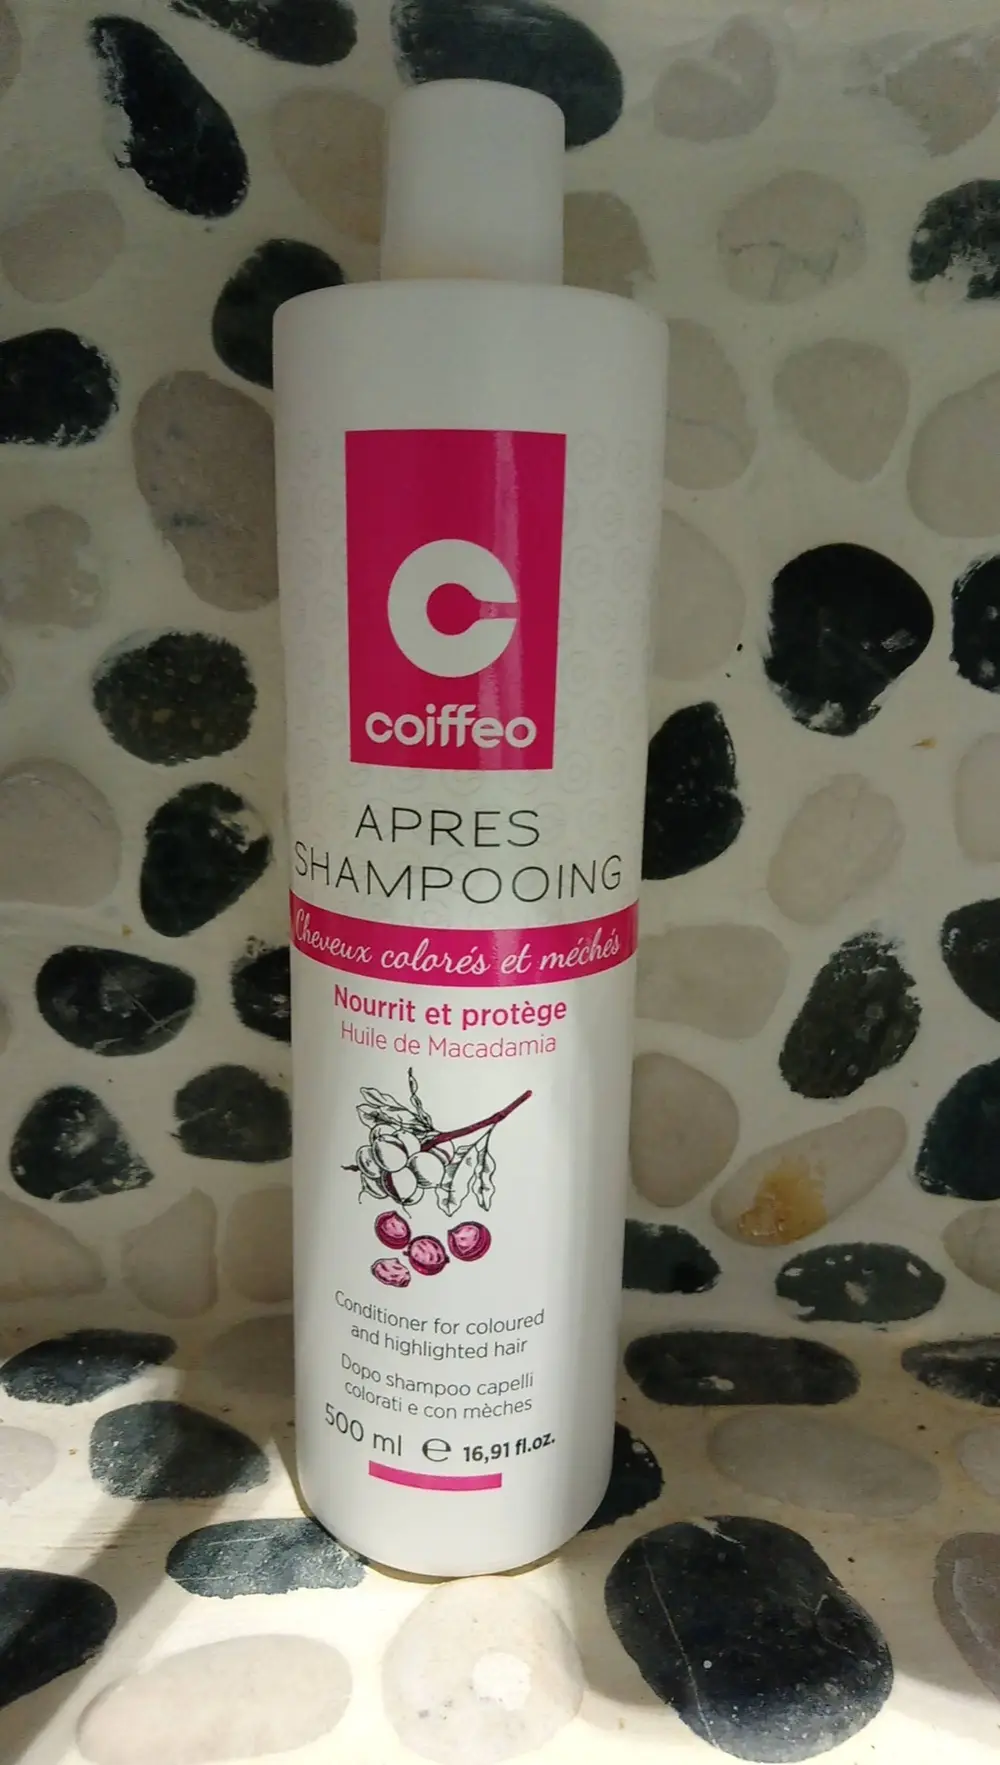 coiffeo
APRES
SHAMPOOING
Cheveux colorés et méchés
Nourrit et protège
Huile de Macadamia
Conditioner for coloured
and highlighted hair
Dopo shampoo capelli
colorati e con mèches
500 ml ℮ 16,91 fl.oz.